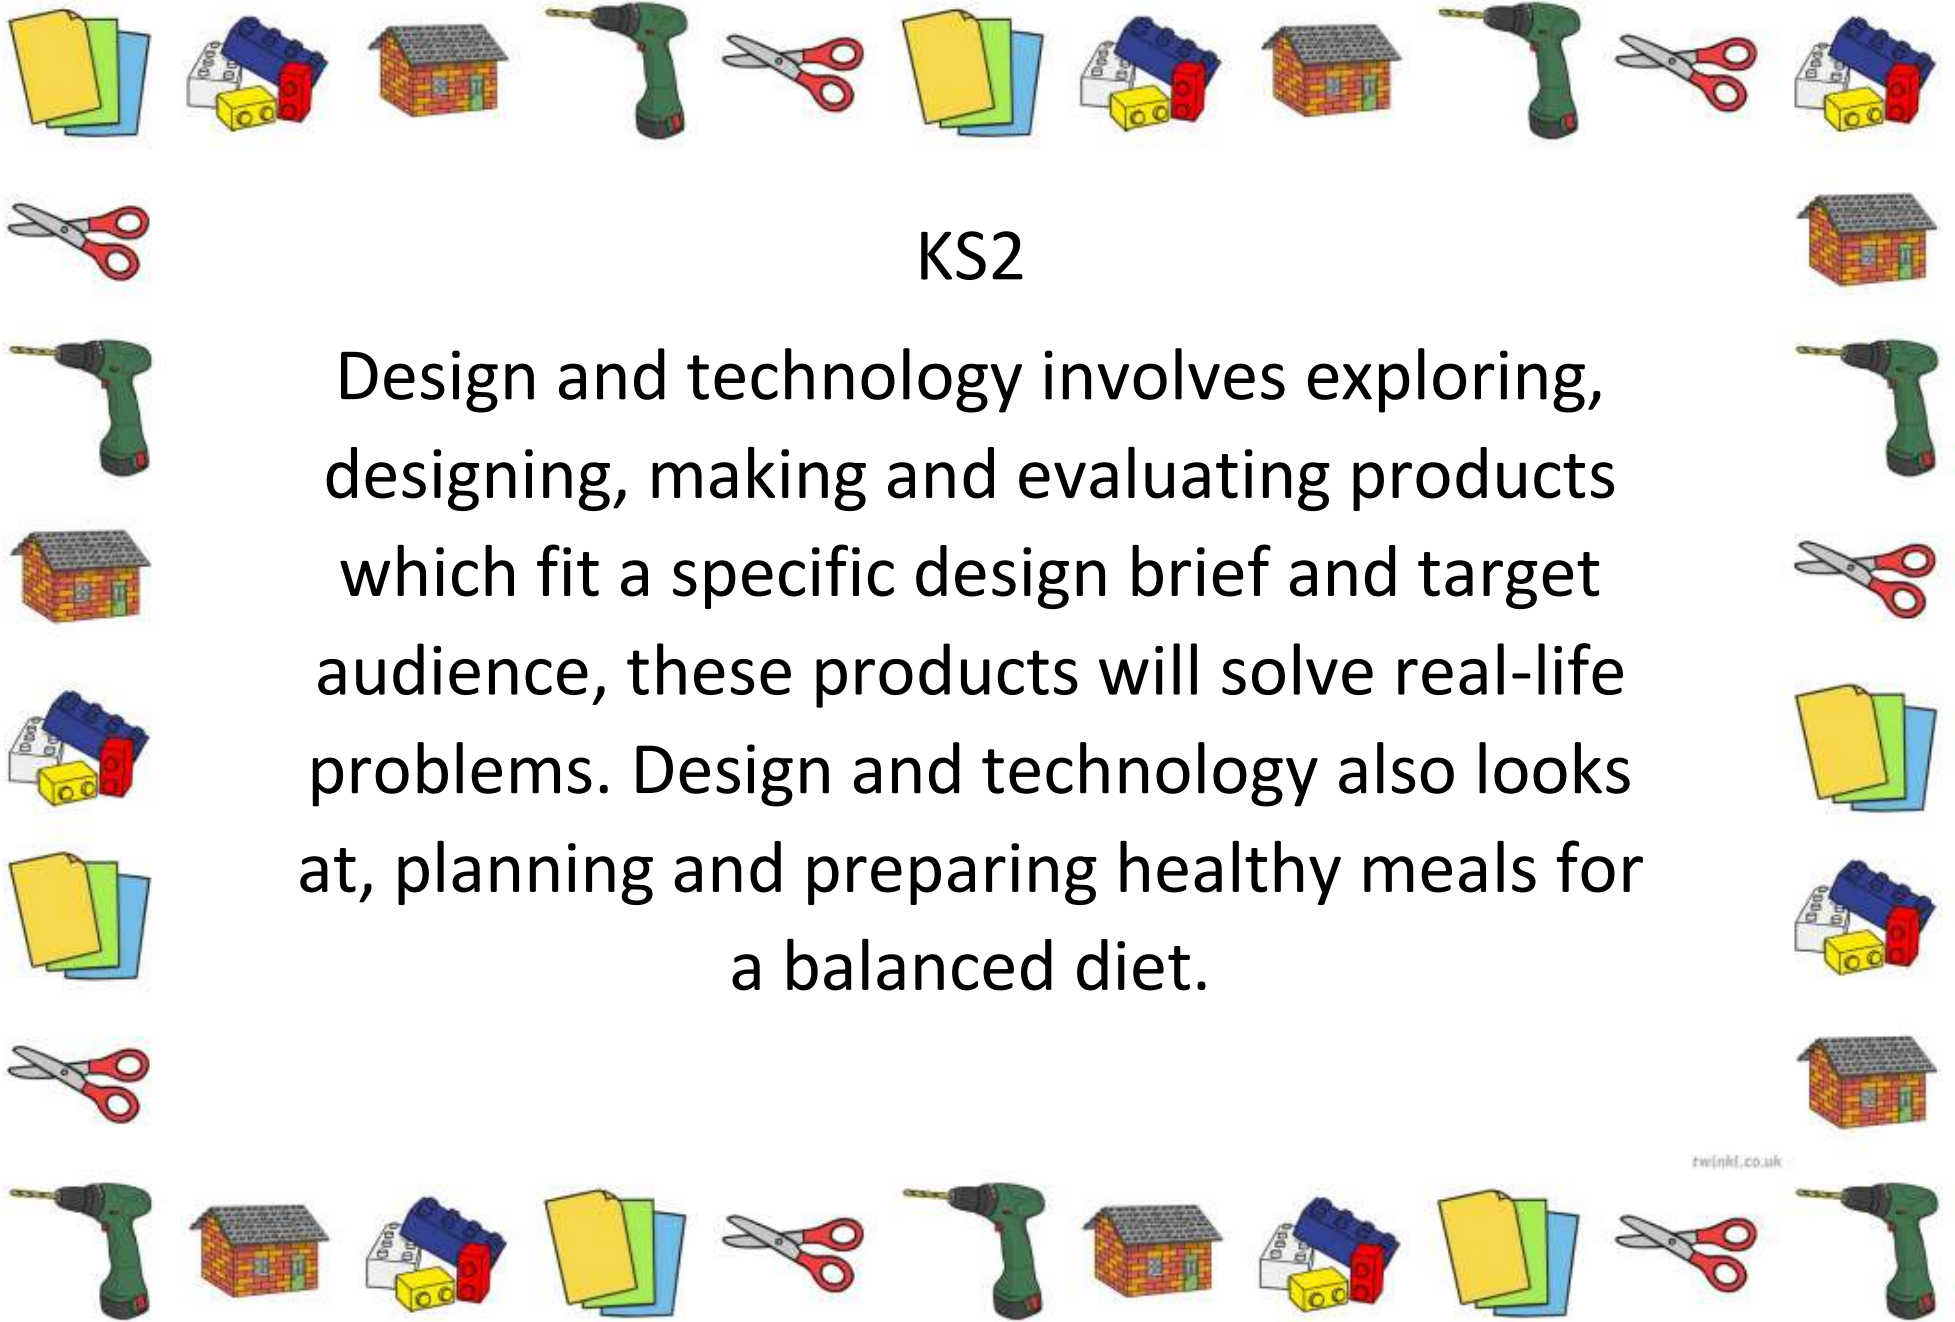 KS2
Design and technology involves exploring,
designing, making and evaluating products
which fit a specific design brief and target
audience, these products will solve real-life
problems. Design and technology also looks
at, planning and preparing healthy meals for
a balanced diet.
twinkl.co.uk